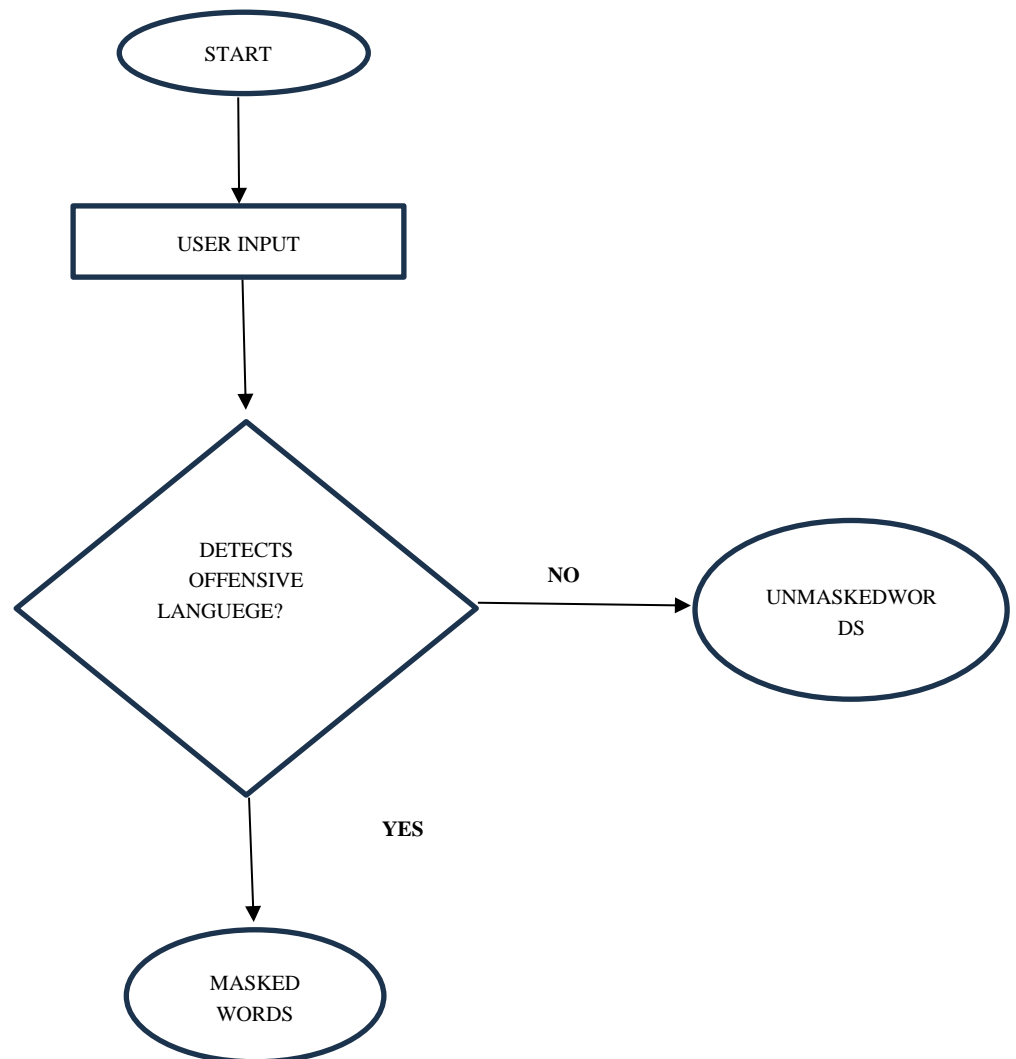 START
USER INPUT
DETECTS
OFFENSIVE
LANGUEGE?
NO
UNMASKEDWOR
DS
YES
MASKED
WORDS